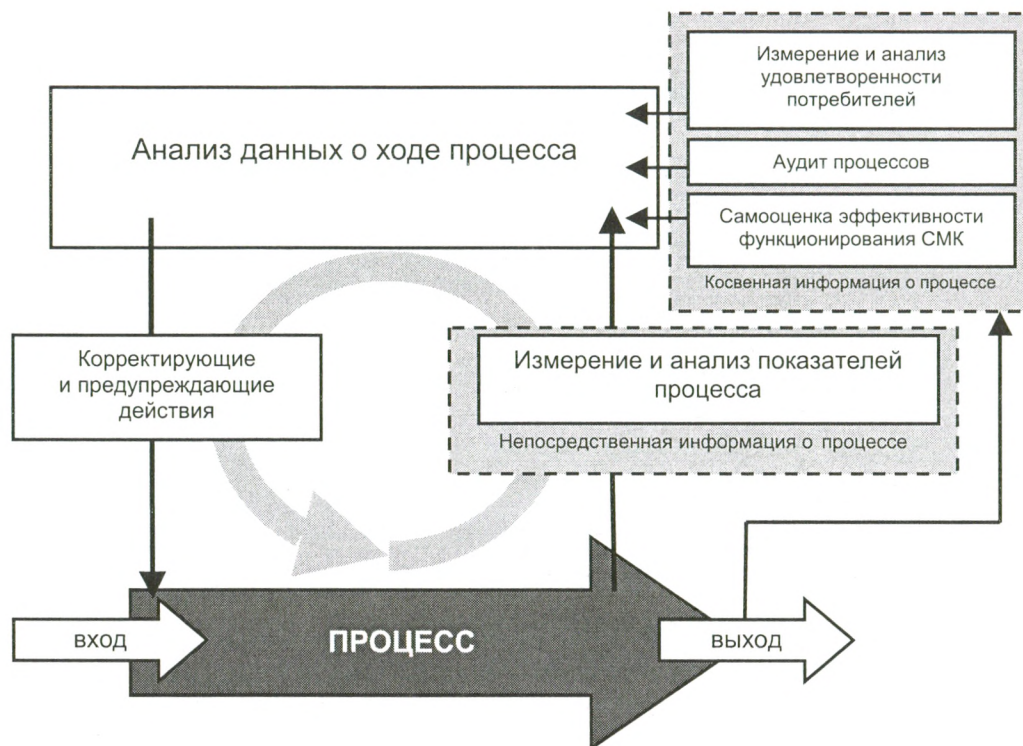 Измерение и анализ
удовлетворенности
потребителей
Анализ данных о ходе процесса
Аудит процессов
Самооценка эффективности
функционирования СМК
Косвенная информация о процессе
Корректирующие
и предупреждающие
действия
Измерение и анализ показателей
процесса
Непосредственная информация о процессе
вход
ПРОЦЕСС
выход